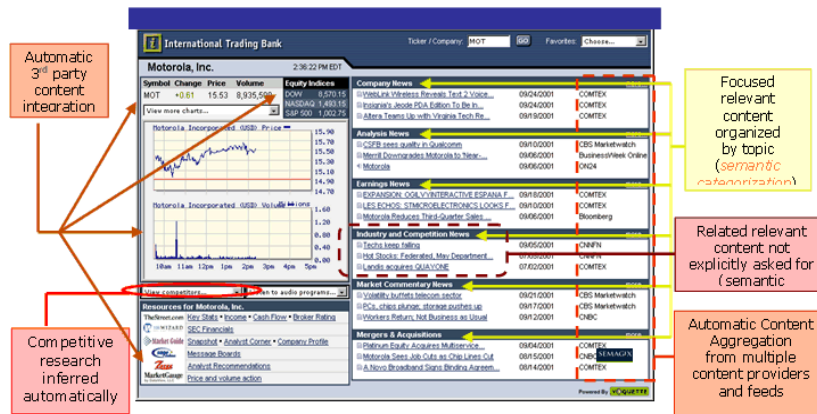 Automatic
3rd party
content
integration
Competitive
research
inferred
automatically
International Trading Bank
Ticker / Company: MOT GO Favorites: Choose...
Motorola, Inc. 2:36:22 PM EDT
Symbol Change Price Volume
MOT +0.61 15.53 8,935,500
View more charts...
Equity Indices
DOW 8,570.15
NASDAQ 1,493.15
S&P 500 1,002.75
Motorola Incorporated (USD) Price
15.90
15.70
15.50
15.30
15.10
14.90
14.70
Motorola Incorporated (USD) Volume
1.60
1.20
0.80
0.40
0.00
10am 11am 12pm 1pm 2pm 3pm 4pm 5pm
View competitors... to audio programs...
Resources for Motorola, Inc.
TheStreet.com Key Stats • Income • Cash Flow • Broker Rating
WIZARD SEC Financials
Market Guide Snapshot • Analyst Corner • Company Profile
Message Boards
Zacks Analyst Recommendations
MarketGauge Price and volume action
Company News
WebLink Wireless Reveals Text 2 Voice... 09/24/2001 COMTEX
Insignia's Jeode PDA Edition To Be In... 09/24/2001 COMTEX
Altera Teams Up with Virginia Tech Re... 09/19/2001 COMTEX
Analysis News
CSFB sees quality in Qualcomm 09/10/2001 CBS Marketwatch
Merrill Downgrades Motorola to 'Near-... 09/06/2001 BusinessWeek Online
Motorola 09/06/2001 ON24
Earnings News
EXPANSION: OGILVYINTERACTIVE ESPANA F... 09/18/2001 COMTEX
LES ECHOS: STMICROELECTRONICS LOOKS F... 09/10/2001 COMTEX
Motorola Reduces Third-Quarter Sales ... 09/06/2001 Bloomberg
Industry and Competition News
Techs keep falling 09/05/2001 CNNFN
Hot Stocks: Federated, May Department... CNNFN
Landis acquires QUAYONE 07/02/2001 COMTEX
Market Commentary News
Volatility buffets telecom sector 09/21/2001 CBS Marketwatch
PCs, chips plunge; storage pushes up 09/17/2001 CBS Marketwatch
Workers Return, Not Business as Usual 09/12/2001 CNBC
Mergers & Acquisitions
Platinum Equity Acquires Multiservice... 09/04/2001 COMTEX
Motorola Sees Job Cuts as Chip Lines Cut 08/15/2001 CNBC
A Novo Broadband Signs Binding Agreem... 08/14/2001 COMTEX
SEMAGIX
Powered By VOQUETTE
Focused
relevant
content
organized
by topic
(semantic
categorization)
Related relevant
content not
explicitly asked for
(semantic
Automatic Content
Aggregation
from multiple
content providers
and feeds